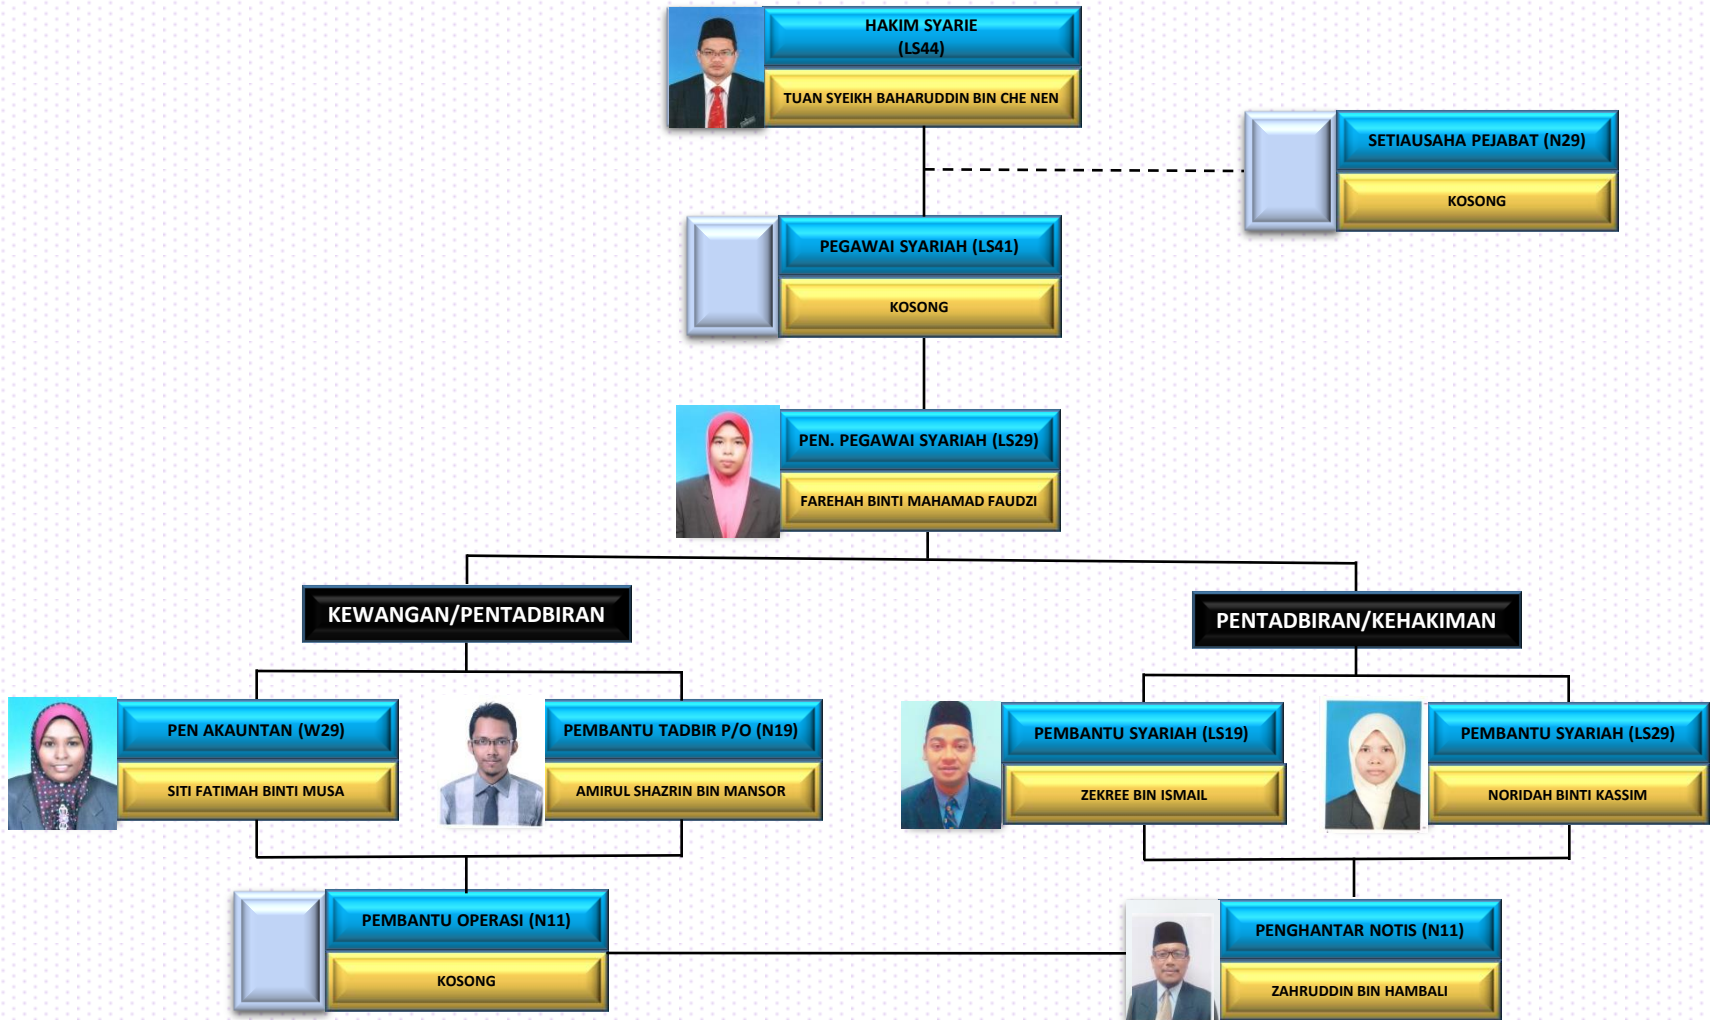 HAKIM SYARIE
(LS44)
TUAN SYEIKH BAHARUDDIN BIN CHE NEN
SETIAUSAHA PEJABAT (N29)
KOSONG
PEGAWAI SYARIAH (LS41)
KOSONG
PEN. PEGAWAI SYARIAH (LS29)
FAREHAH BINTI MAHAMAD FAUDZI
KEWANGAN/PENTADBIRAN
PENTADBIRAN/KEHAKIMAN
PEN AKAUNTAN (W29)
SITI FATIMAH BINTI MUSA
PEMBANTU TADBIR P/O (N19)
AMIRUL SHAZRIN BIN MANSOR
PEMBANTU SYARIAH (LS19)
ZEKREE BIN ISMAIL
PEMBANTU SYARIAH (LS29)
NORIDAH BINTI KASSIM
PEMBANTU OPERASI (N11)
KOSONG
PENGHANTAR NOTIS (N11)
ZAHRUDDIN BIN HAMBALI